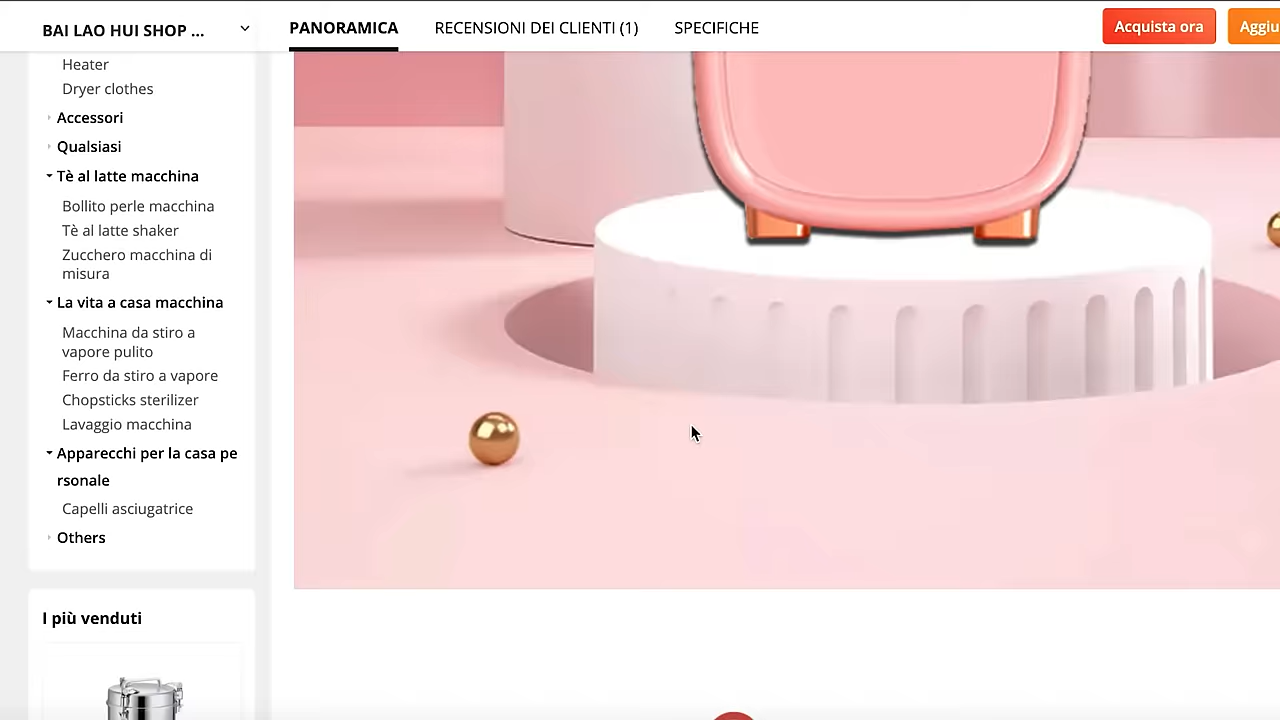 BAI LAO HUI SHOP ...
PANORAMICA
RECENSIONI DEI CLIENTI (1)
SPECIFICHE
Acquista ora
Aggiu
Heater
Dryer clothes
Accessori
Qualsiasi
Tè al latte macchina
Bollito perle macchina
Tè al latte shaker
Zucchero macchina di
misura
La vita a casa macchina
Macchina da stiro a
vapore pulito
Ferro da stiro a vapore
Chopsticks sterilizer
Lavaggio macchina
Apparecchi per la casa pe
rsonale
Capelli asciugatrice
Others
I più venduti